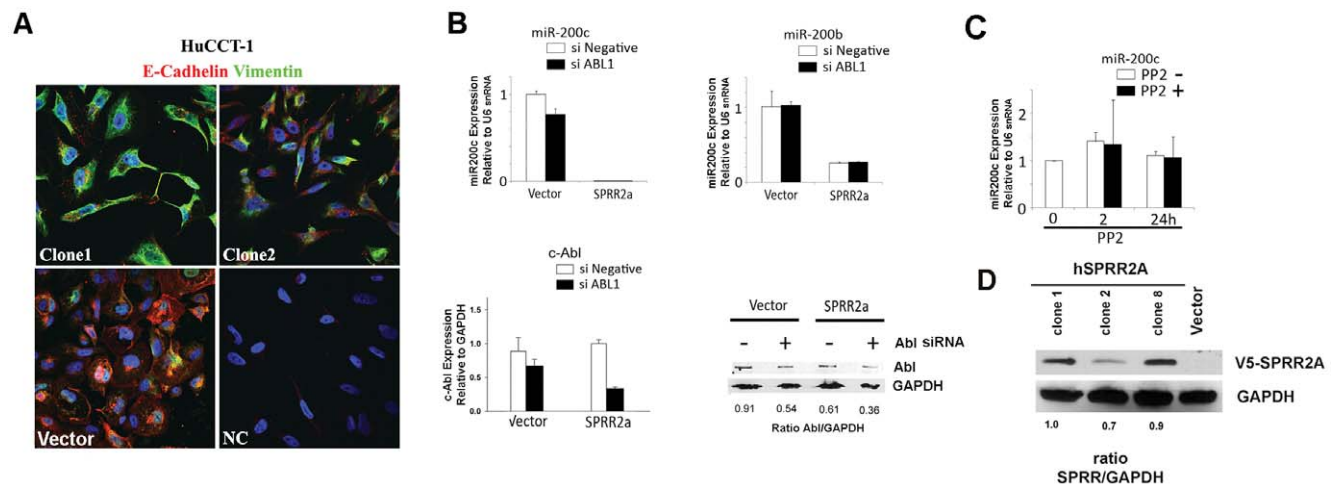 A
HuCCT-1
E-Cadhelin Vimentin
Clone1
Clone2
Vector
NC
B
miR-200c
si Negative
si ABL1
miR200c Expression
Relative to U6 snRNA
1
0
Vector
SPRR2a
miR-200b
si Negative
si ABL1
miR200c Expression
Relative to U6 snRNA
1
0
Vector
SPRR2a
c-Abl
si Negative
si ABL1
c-Abl Expression
Relative to GAPDH
1.5
1.0
0.5
0.0
Vector
SPRR2a
Vector SPRR2a
- + - + Abl siRNA
Abl
GAPDH
0.91 0.54 0.61 0.36
Ratio Abl/GAPDH
C
miR-200c
PP2 -
PP2 +
miR200c Expression
Relative to U6 snRNA
2
1
0
0 2 24h
PP2
D
hSPRR2A
clone 1
clone 2
clone 8
Vector
V5-SPRR2A
GAPDH
1.0 0.7 0.9
ratio
SPRR/GAPDH